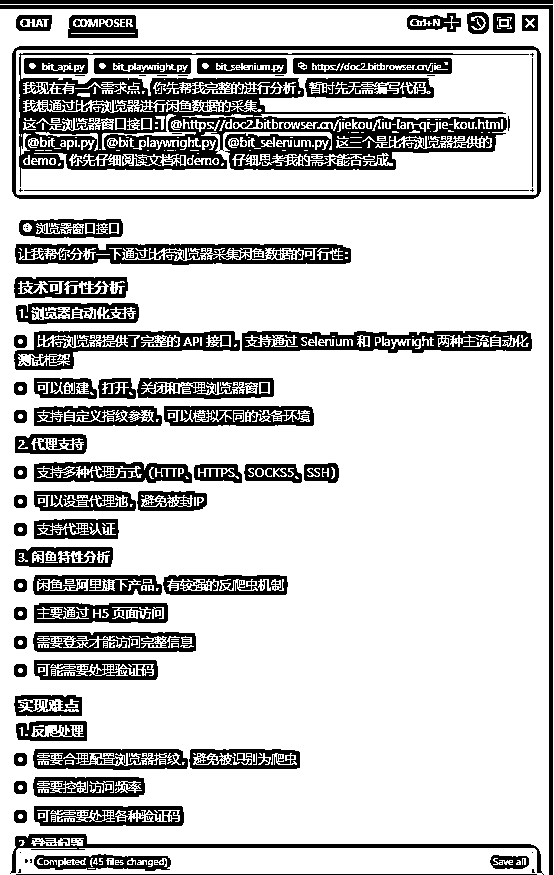 CHAT COMPOSER Ctrl+N
bit_api.py bit_playwright.py bit_selenium.py https://doc2.bitbrowser.cn/jie...
我现在有一个需求点，你先帮我完整的进行分析，暂时先无需编写代码。
我想通过比特浏览器进行闲鱼数据的采集。
这个是浏览器窗口接口：@https://doc2.bitbrowser.cn/jiekou/liu-lan-qi-jie-kou.html
@bit_api.py @bit_playwright.py @bit_selenium.py 这三个是比特浏览器提供的
demo，你先仔细阅读文档和demo，仔细思考我的需求能否完成。
浏览器窗口接口
让我帮你分析一下通过比特浏览器采集闲鱼数据的可行性：
技术可行性分析
1. 浏览器自动化支持
比特浏览器提供了完整的 API 接口，支持通过 Selenium 和 Playwright 两种主流自动化
测试框架
可以创建、打开、关闭和管理浏览器窗口
支持自定义指纹参数，可以模拟不同的设备环境
2. 代理支持
支持多种代理方式（HTTP、HTTPS、SOCKS5、SSH）
可以设置代理池，避免被封IP
支持代理认证
3. 闲鱼特性分析
闲鱼是阿里旗下产品，有较强的反爬虫机制
主要通过 H5 页面访问
需要登录才能访问完整信息
可能需要处理验证码
实现难点
1. 反爬处理
需要合理配置浏览器指纹，避免被识别为爬虫
需要控制访问频率
可能需要处理各种验证码
2. 登录问题
Completed (45 files changed) Save all